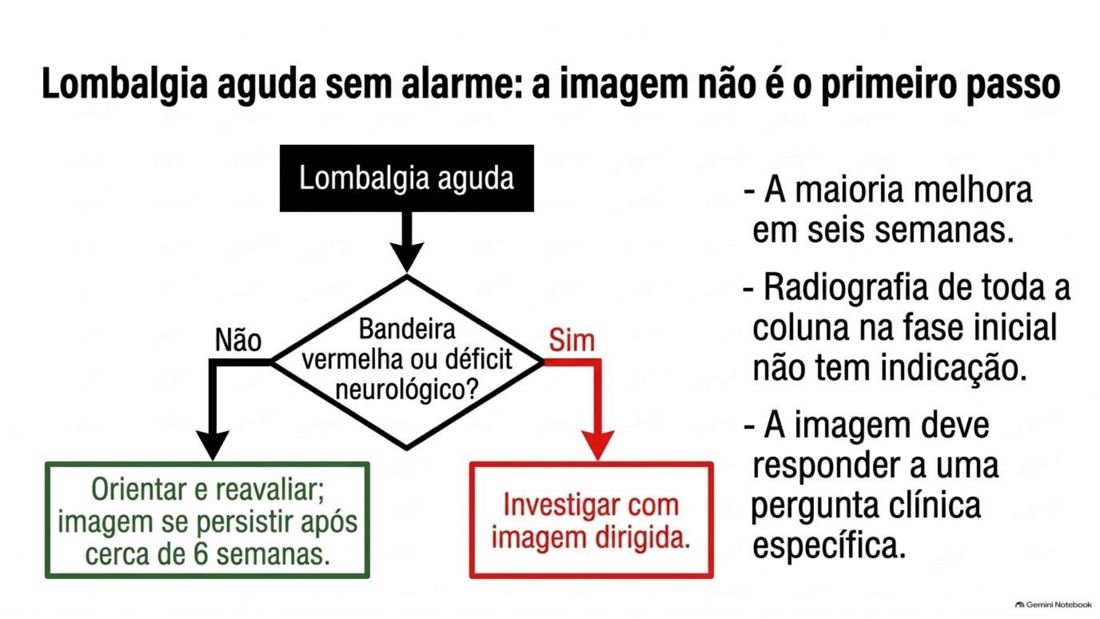 Lombalgia aguda sem alarme: a imagem não é o primeiro passo
Lombalgia aguda
Bandeira
vermelha ou déficit
neurológico?
Não
Sim
Orientar e reavaliar;
imagem se persistir após
cerca de 6 semanas.
Investigar com
imagem dirigida.
- A maioria melhora
em seis semanas.
- Radiografia de toda a
coluna na fase inicial
não tem indicação.
- A imagem deve
responder a uma
pergunta clínica
específica.
Gemini Notebook